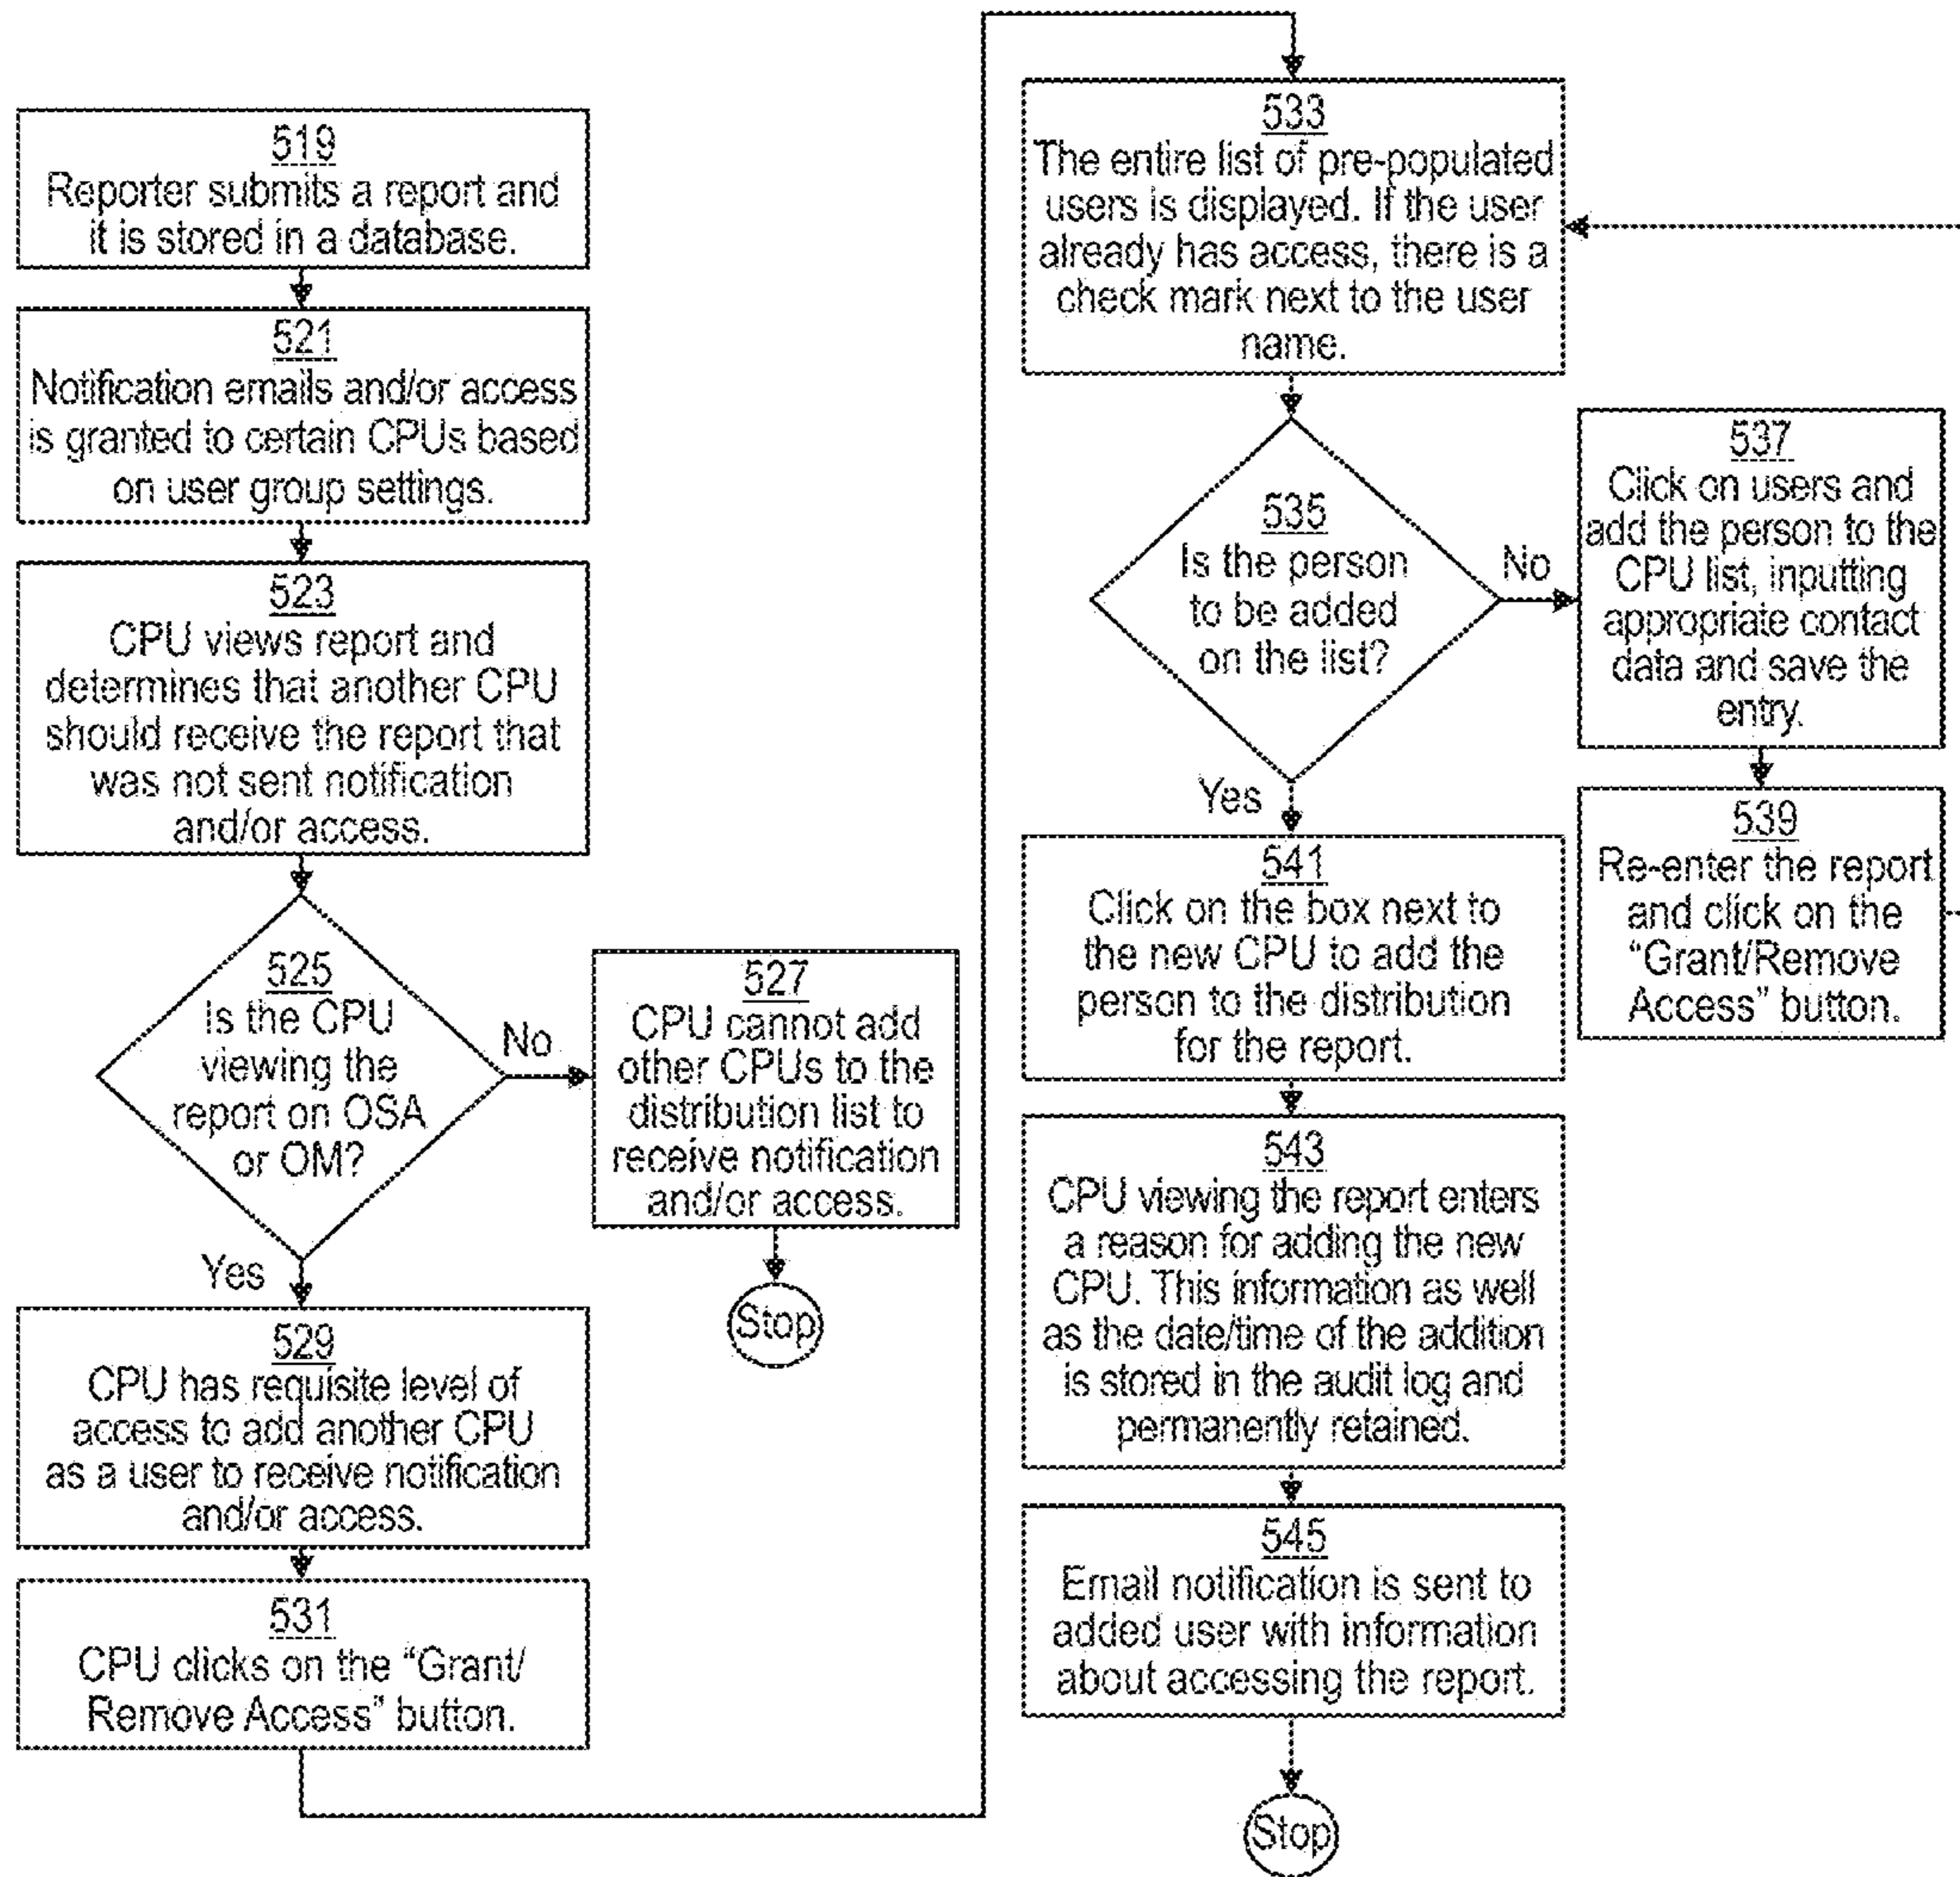 519
Reporter submits a report and
it is stored in a database.
521
Notification emails and/or access
is granted to certain CPUs based
on user group settings.
523
CPU views report and
determines that another CPU
should receive the report that
was not sent notification
and/or access.
525
Is the CPU
viewing the
report on OSA
or OM?
No
527
CPU cannot add
other CPUs to the
distribution list to
receive notification
and/or access.
Stop
Yes
529
CPU has requisite level of
access to add another CPU
as a user to receive notification
and/or access.
531
CPU clicks on the “Grant/
Remove Access” button.
533
The entire list of pre-populated
users is displayed. If the user
already has access, there is a
check mark next to the user
name.
535
Is the person
to be added
on the list?
No
537
Click on users and
add the person to the
CPU list, inputting
appropriate contact
data and save the
entry.
539
Re-enter the report
and click on the
“Grant/Remove
Access” button.
Yes
541
Click on the box next to
the new CPU to add the
person to the distribution
for the report.
543
CPU viewing the report enters
a reason for adding the new
CPU. This information as well
as the date/time of the addition
is stored in the audit log and
permanently retained.
545
Email notification is sent to
added user with information
about accessing the report.
Stop